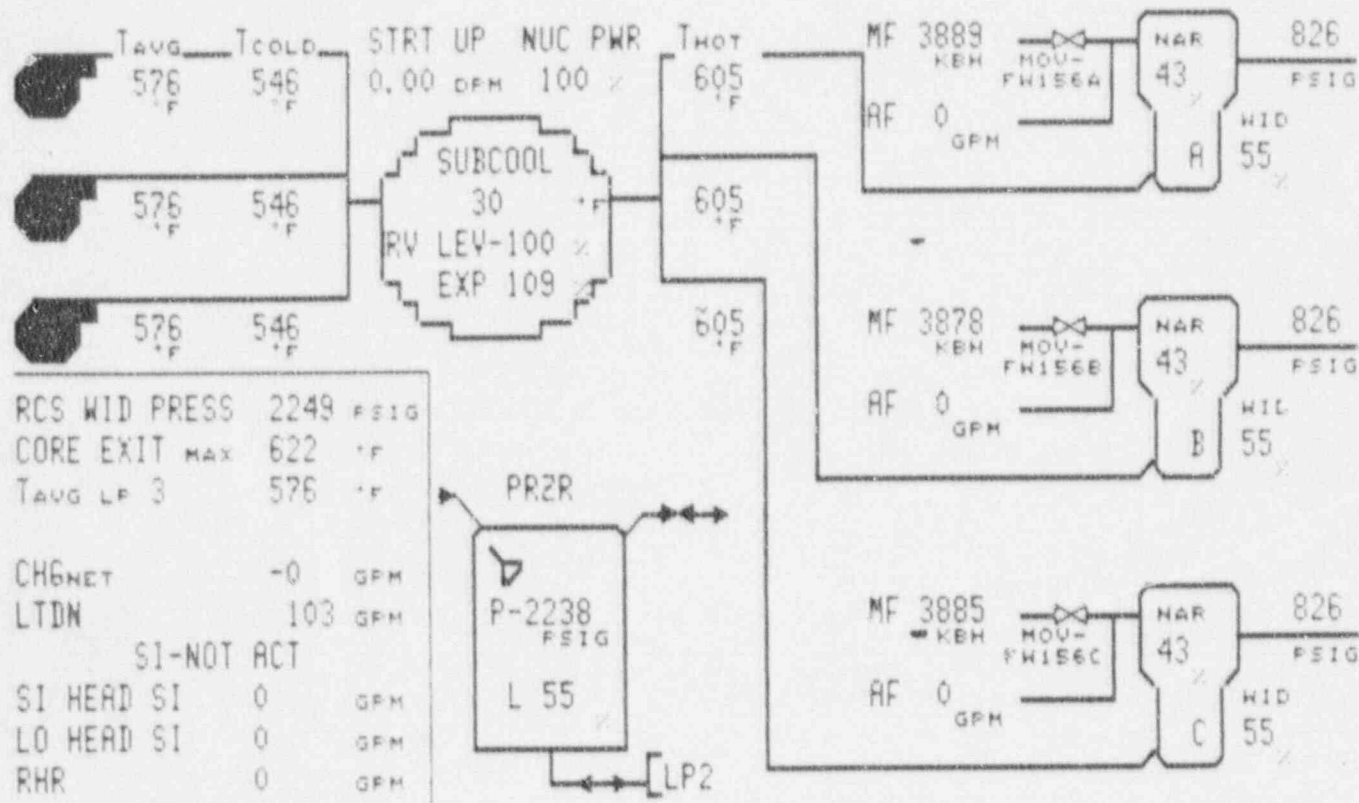 TAVG TCOLD STRT UP NUC PWR THOT
576 °F 546 °F 0.00 DPM 100 % 605 °F
576 °F 546 °F 605 °F
576 °F 546 °F 605 °F
SUBCOOL
30 °F
RV LEV-100 %
EXP 109 %
MF 3889 KBH
MOV-
FW156A
AF 0 GPM
NAR
43 %
A
826
PSIG
WID
55 %
MF 3878 KBH
MOV-
FW156B
AF 0 GPM
NAR
43 %
B
826
PSIG
WID
55 %
MF 3885 KBH
MOV-
FW156C
AF 0 GPM
NAR
43 %
C
826
PSIG
WID
55 %
RCS WID PRESS 2249 PSIG
CORE EXIT MAX 622 °F
TAVG LP 3 576 °F
CHGNET -0 GPM
LTDN 103 GPM
SI-NOT ACT
SI HEAD SI 0 GPM
LO HEAD SI 0 GPM
RHR 0 GPM
PRZR
P-2238
PSIG
L 55 %
LP2